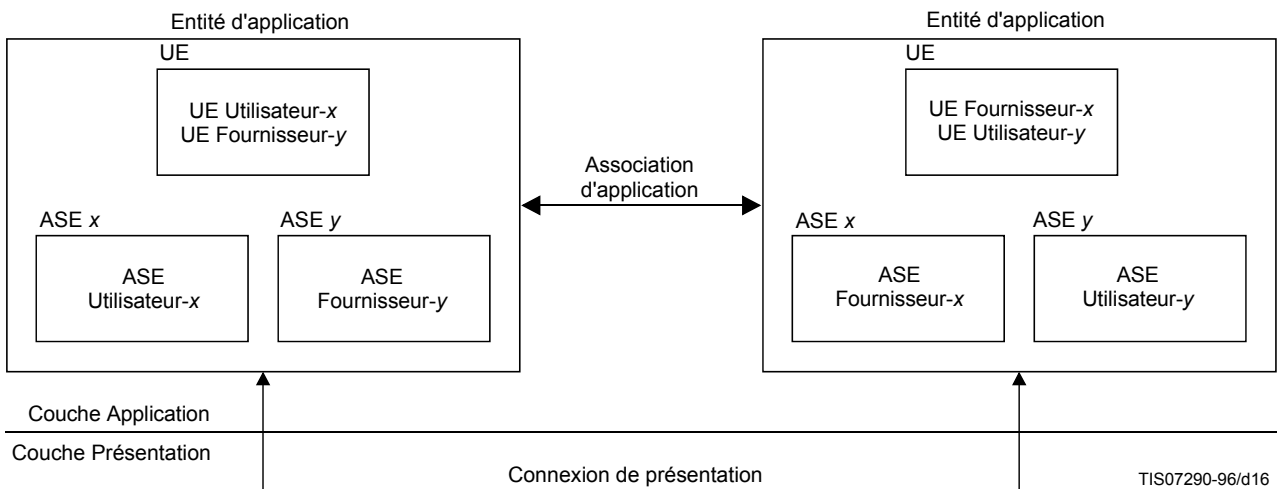 Entité d'application
UE
UE Utilisateur-x
UE Fournisseur-y
ASE x
ASE y
ASE
Utilisateur-x
ASE
Fournisseur-y
Association
d'application
Entité d'application
UE
UE Fournisseur-x
UE Utilisateur-y
ASE x
ASE y
ASE
Fournisseur-x
ASE
Utilisateur-y
Couche Application
Couche Présentation
Connexion de présentation
TIS07290-96/d16